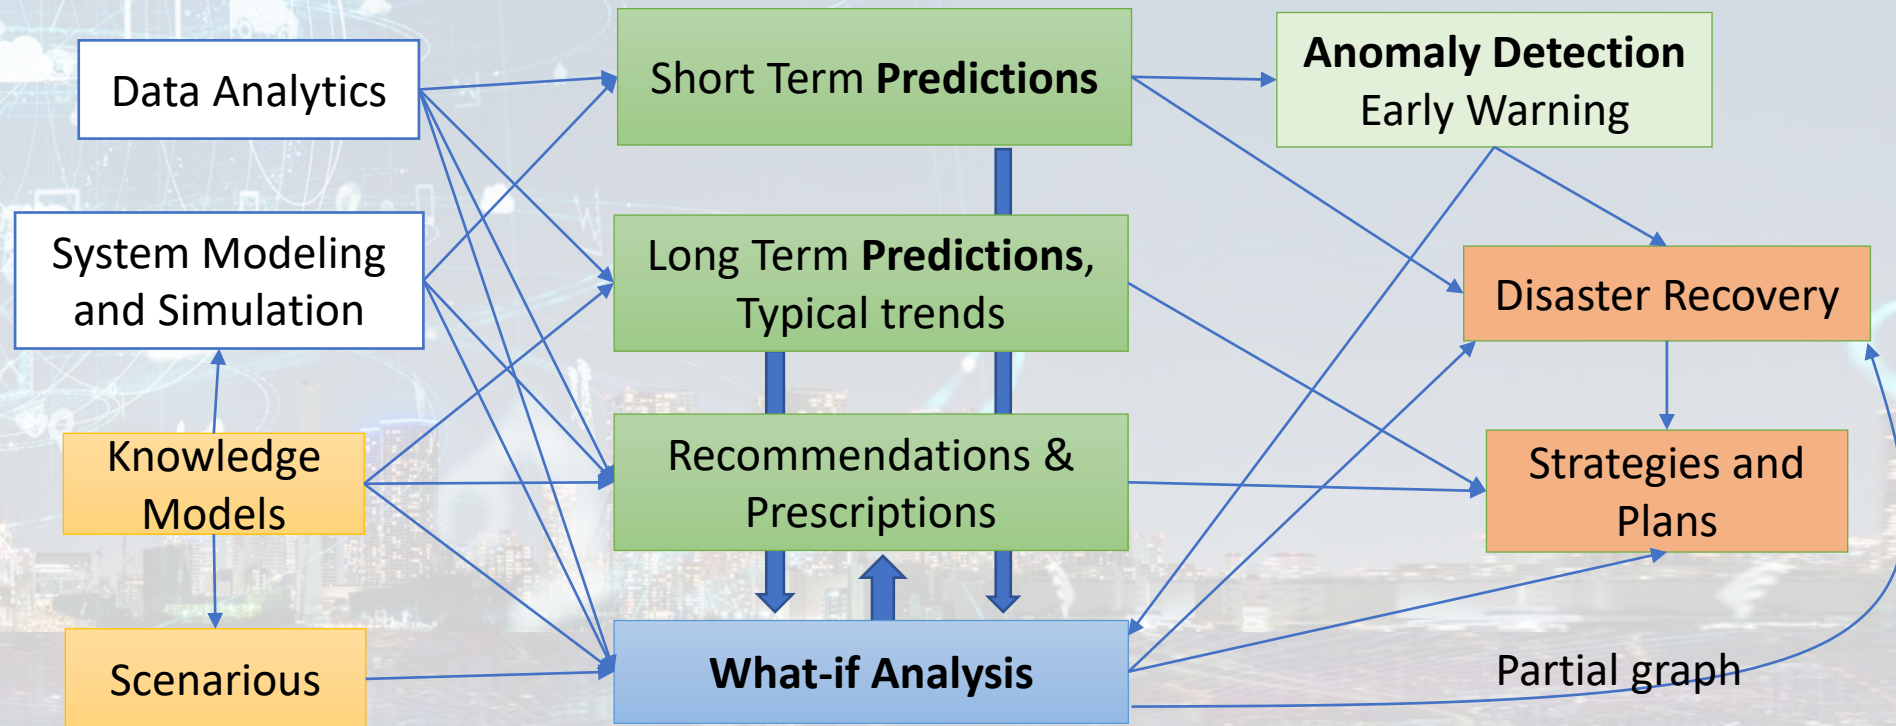 Data Analytics
System Modeling
and Simulation
Knowledge
Models
Scenarious
Short Term Predictions
Long Term Predictions,
Typical trends
Recommendations &
Prescriptions
What-if Analysis
Anomaly Detection
Early Warning
Disaster Recovery
Strategies and
Plans
Partial graph